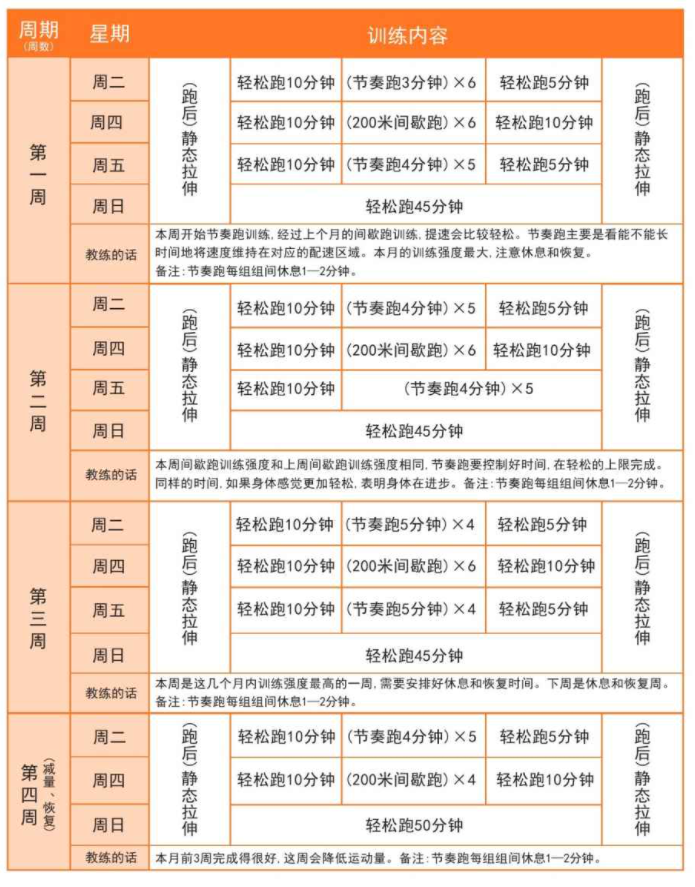 周期 星期 训练内容
(周数)
第一周
周二 (跑后)静态拉伸 轻松跑10分钟 (节奏跑3分钟)×6 轻松跑5分钟 (跑后)静态拉伸
周四 轻松跑10分钟 (200米间歇跑)×6 轻松跑10分钟
周五 轻松跑10分钟 (节奏跑4分钟)×5 轻松跑5分钟
周日 轻松跑45分钟
教练的话 本周开始节奏跑训练,经过上个月的间歇跑训练,提速会比较轻松。节奏跑主要是看能不能长
时间地将速度维持在对应的配速区域。本月的训练强度最大,注意休息和恢复。
备注:节奏跑每组组间休息1—2分钟。
第二周
周二 (跑后)静态拉伸 轻松跑10分钟 (节奏跑4分钟)×5 轻松跑5分钟 (跑后)静态拉伸
周四 轻松跑10分钟 (200米间歇跑)×6 轻松跑10分钟
周五 轻松跑10分钟 (节奏跑4分钟)×5
周日 轻松跑45分钟
教练的话 本周间歇跑训练强度和上周间歇跑训练强度相同,节奏跑要控制好时间,在轻松的上限完成。
同样的时间,如果身体感觉更加轻松,表明身体在进步。备注:节奏跑每组组间休息1—2分钟。
第三周
周二 (跑后)静态拉伸 轻松跑10分钟 (节奏跑5分钟)×4 轻松跑5分钟 (跑后)静态拉伸
周四 轻松跑10分钟 (200米间歇跑)×6 轻松跑10分钟
周五 轻松跑10分钟 (节奏跑5分钟)×4 轻松跑5分钟
周日 轻松跑45分钟
教练的话 本周是这几个月内训练强度最高的一周,需要安排好休息和恢复时间。下周是休息和恢复周。
备注:节奏跑每组组间休息1—2分钟。
第四周 (减量、恢复)
周二 (跑后)静态拉伸 轻松跑10分钟 (节奏跑4分钟)×5 轻松跑5分钟 (跑后)静态拉伸
周四 轻松跑10分钟 (200米间歇跑)×4 轻松跑10分钟
周日 轻松跑50分钟
教练的话 本月前3周完成得很好,这周会降低运动量。备注:节奏跑每组组间休息1—2分钟。